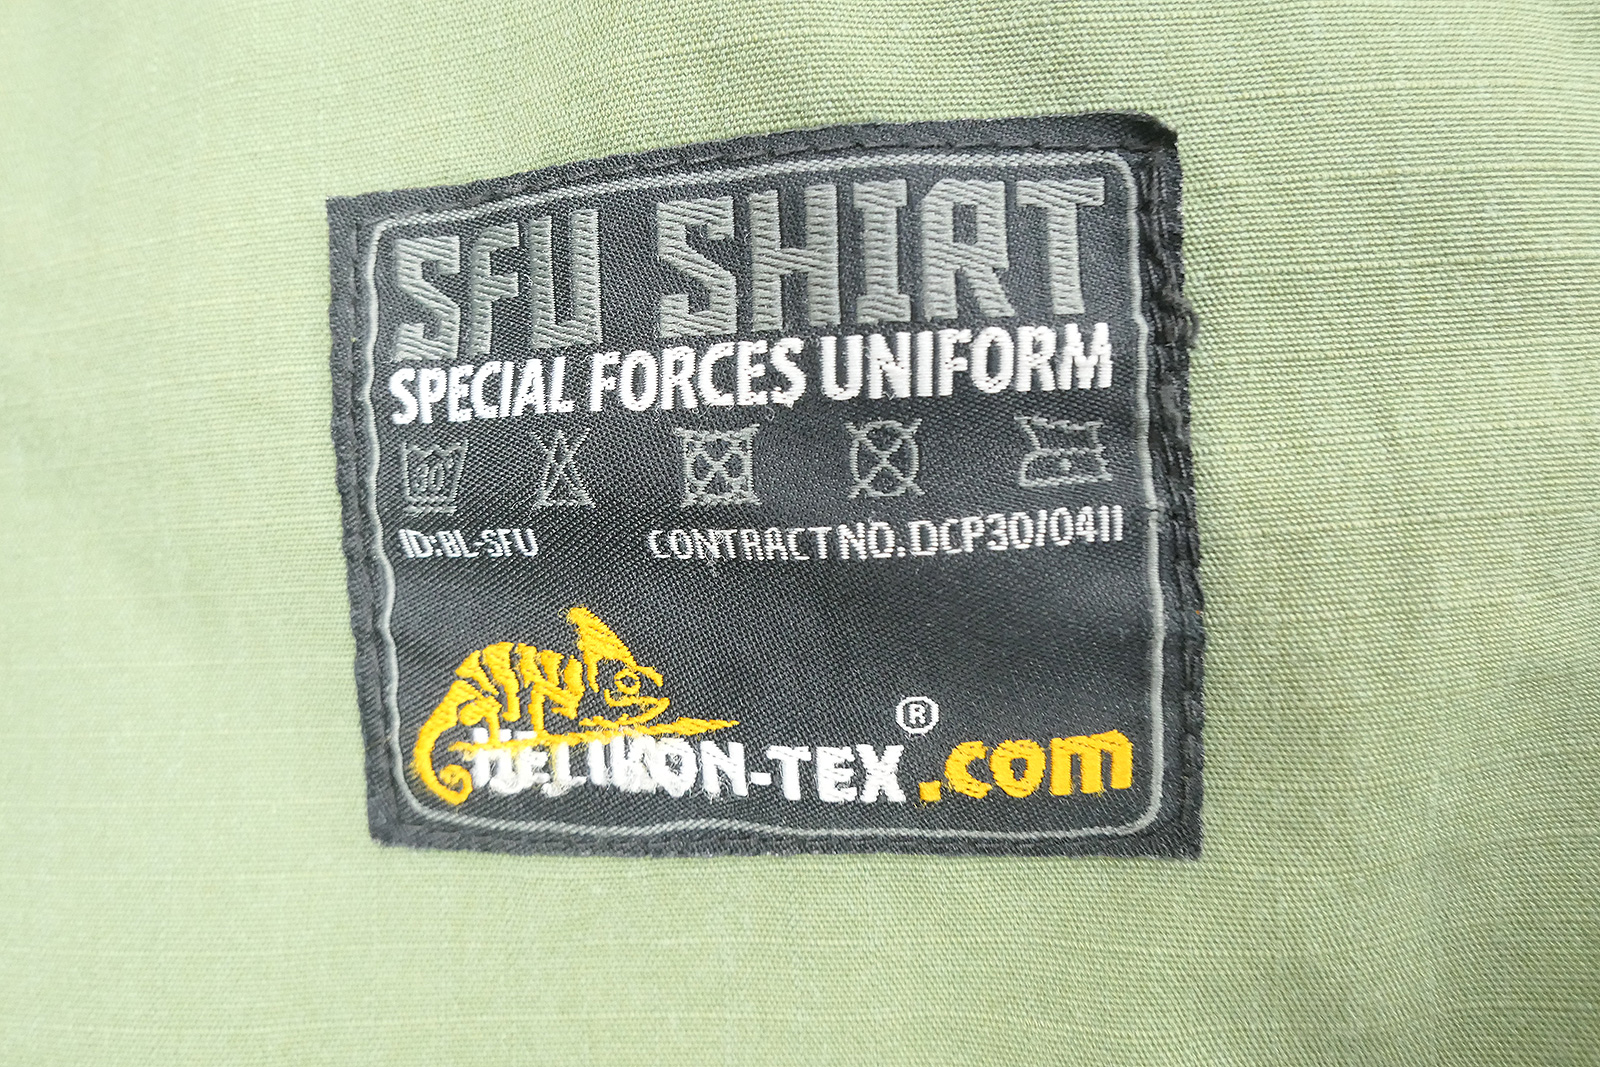 SFU SHIRT
SPECIAL FORCES UNIFORM
30
ID:BL-SFU CONTRACT NO. DCP30/0411
HELIKON-TEX®.com